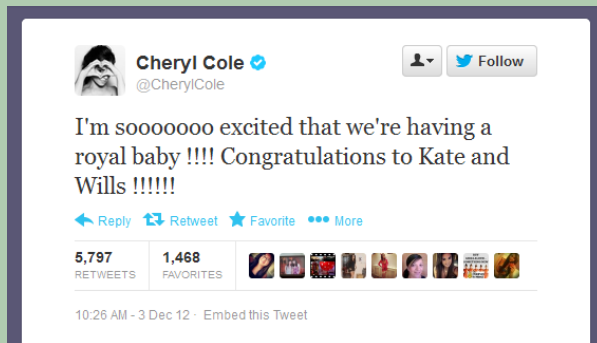 Cheryl Cole
@CherylCole
Follow
I'm sooooooo excited that we're having a
royal baby !!!! Congratulations to Kate and
Wills !!!!!!
Reply Retweet Favorite More
5,797 1,468
RETWEETS FAVORITES
10:26 AM - 3 Dec 12 · Embed this Tweet